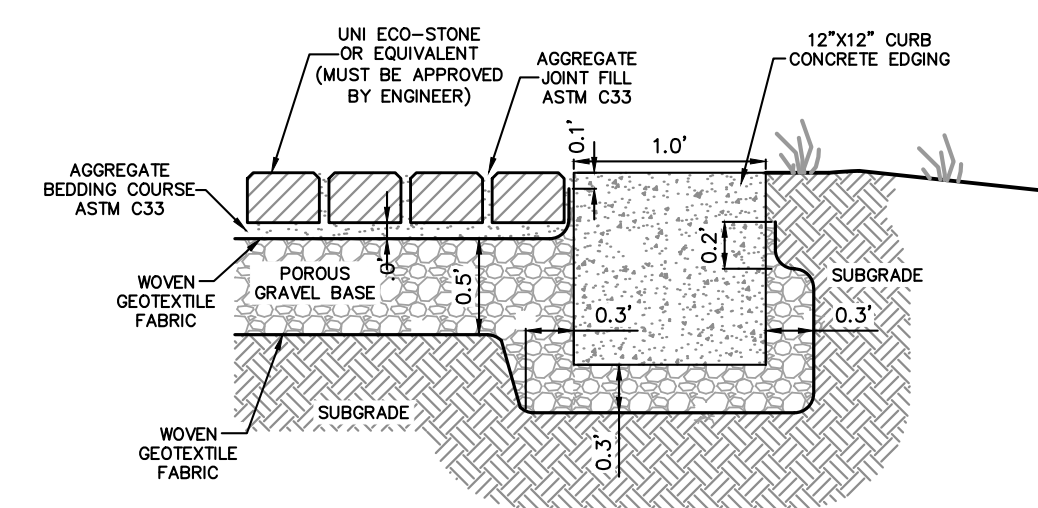 UNI ECO-STONE
OR EQUIVALENT
(MUST BE APPROVED
BY ENGINEER)
AGGREGATE
JOINT FILL
ASTM C33
12"X12" CURB
CONCRETE EDGING
0.1'
1.0'
AGGREGATE
BEDDING COURSE
ASTM C33
0.2'
SUBGRADE
WOVEN
GEOTEXTILE
FABRIC
POROUS
GRAVEL BASE
0.5'
0.3'
0.3'
SUBGRADE
WOVEN
GEOTEXTILE
FABRIC
0.3'